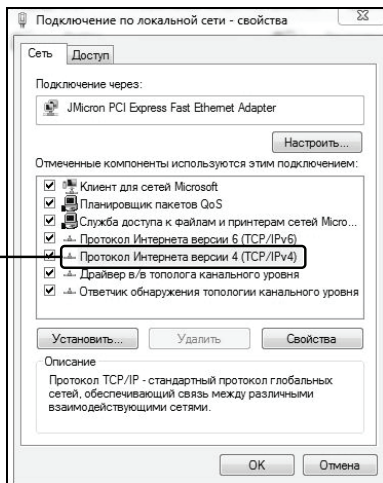 Подключение по локальной сети - свойства
Сеть Доступ
Подключение через:
JMicron PCI Express Fast Ethernet Adapter
Настроить...
Отмеченные компоненты используются этим подключением:
Клиент для сетей Microsoft
Планировщик пакетов QoS
Служба доступа к файлам и принтерам сетей Micro...
Протокол Интернета версии 6 (TCP/IPv6)
Протокол Интернета версии 4 (TCP/IPv4)
Драйвер в/в тополога канального уровня
Ответчик обнаружения топологии канального уровня
Установить... Удалить Свойства
Описание
Протокол TCP/IP - стандартный протокол глобальных
сетей, обеспечивающий связь между различными
взаимодействующими сетями.
OK Отмена